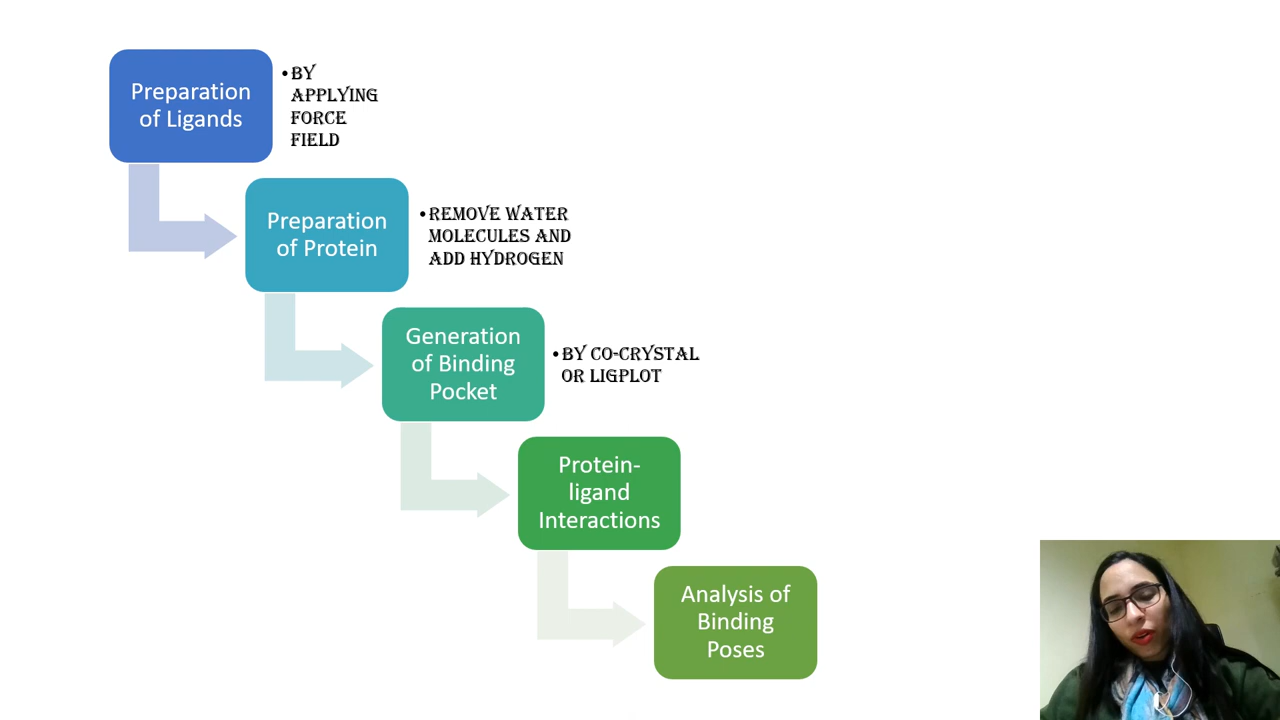 Preparation
of Ligands
•BY
APPLYING
FORCE
FIELD
Preparation
of Protein
•REMOVE WATER
MOLECULES AND
ADD HYDROGEN
Generation
of Binding
Pocket
•BY CO-CRYSTAL
OR LIGPLOT
Protein-
ligand
Interactions
Analysis of
Binding
Poses